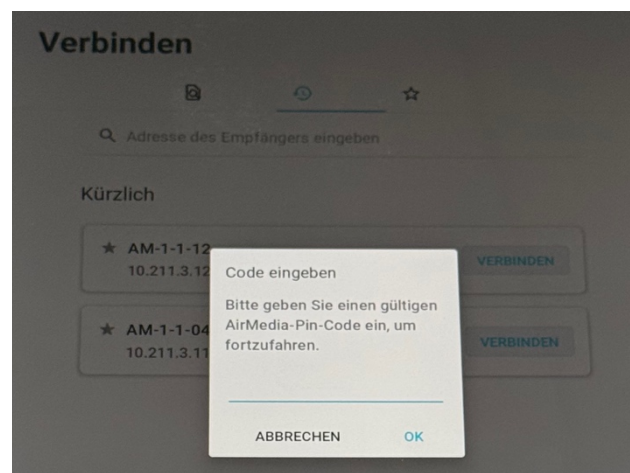 Verbinden
Adresse des Empfängers eingeben
Kürzlich
AM-1-1-12
10.211.3.12
VERBINDEN
AM-1-1-04
10.211.3.11
VERBINDEN
Code eingeben
Bitte geben Sie einen gültigen
AirMedia-Pin-Code ein, um
fortzufahren.
ABBRECHEN OK